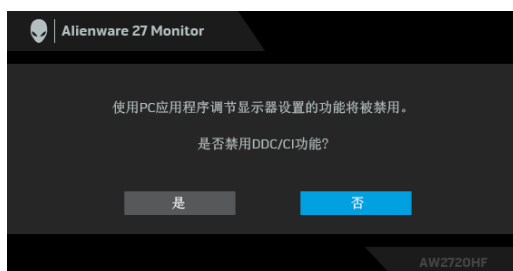 Alienware 27 Monitor
使用PC应用程序调节显示器设置的功能将被禁用。
是否禁用DDC/CI功能?
是 否
AW2720HF